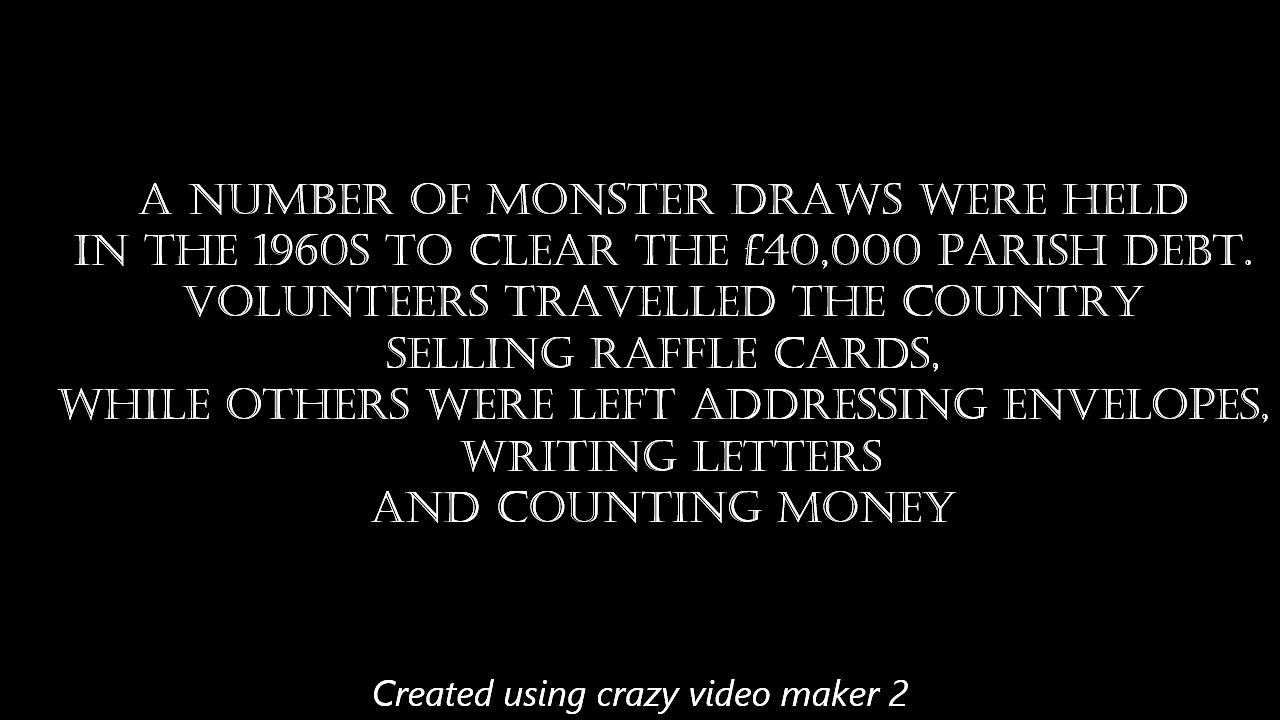 A NUMBER OF MONSTER DRAWS WERE HELD
IN THE 1960S TO CLEAR THE £40,000 PARISH DEBT.
VOLUNTEERS TRAVELLED THE COUNTRY
SELLING RAFFLE CARDS,
WHILE OTHERS WERE LEFT ADDRESSING ENVELOPES,
WRITING LETTERS
AND COUNTING MONEY
Created using crazy video maker 2